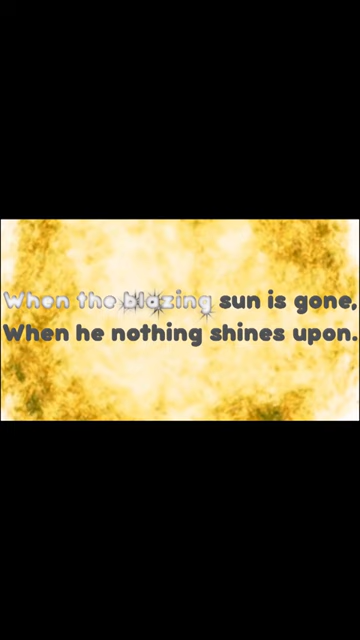 When the blazing sun is gone,
When he nothing shines upon.